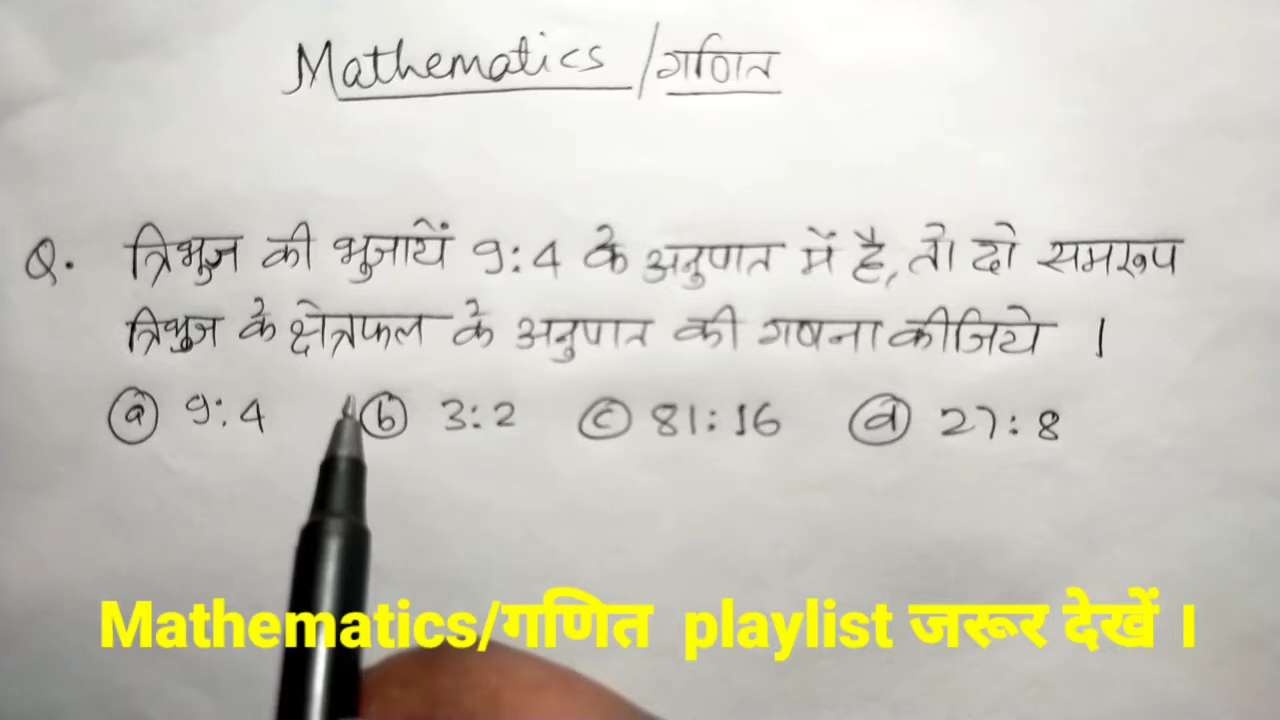 Mathematics /गणित
Q. त्रिभुज की भुजायें 9:4 के अनुपात में है, तो दो समरूप
त्रिभुज के क्षेत्रफल के अनुपात की गणना कीजिये ।
(a) 9:4 (b) 3:2 (c) 81:16 (d) 27:8
Mathematics/गणित playlist जरूर देखें ।